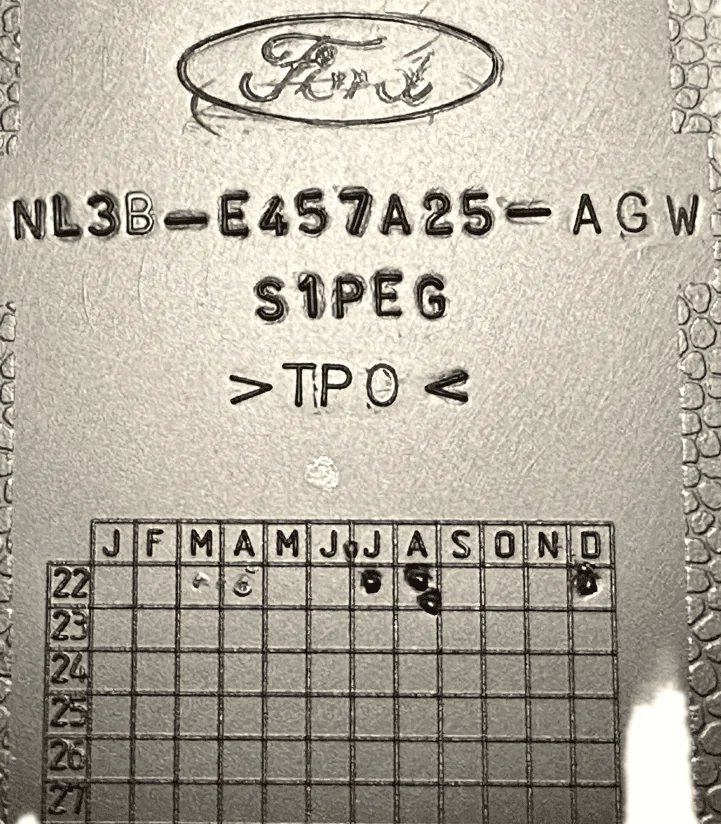 Ford
NL3B-E457A25-AGW
S1PEG
>TPO<
J F M A M J J A S O N D
22
23
24
25
26
27